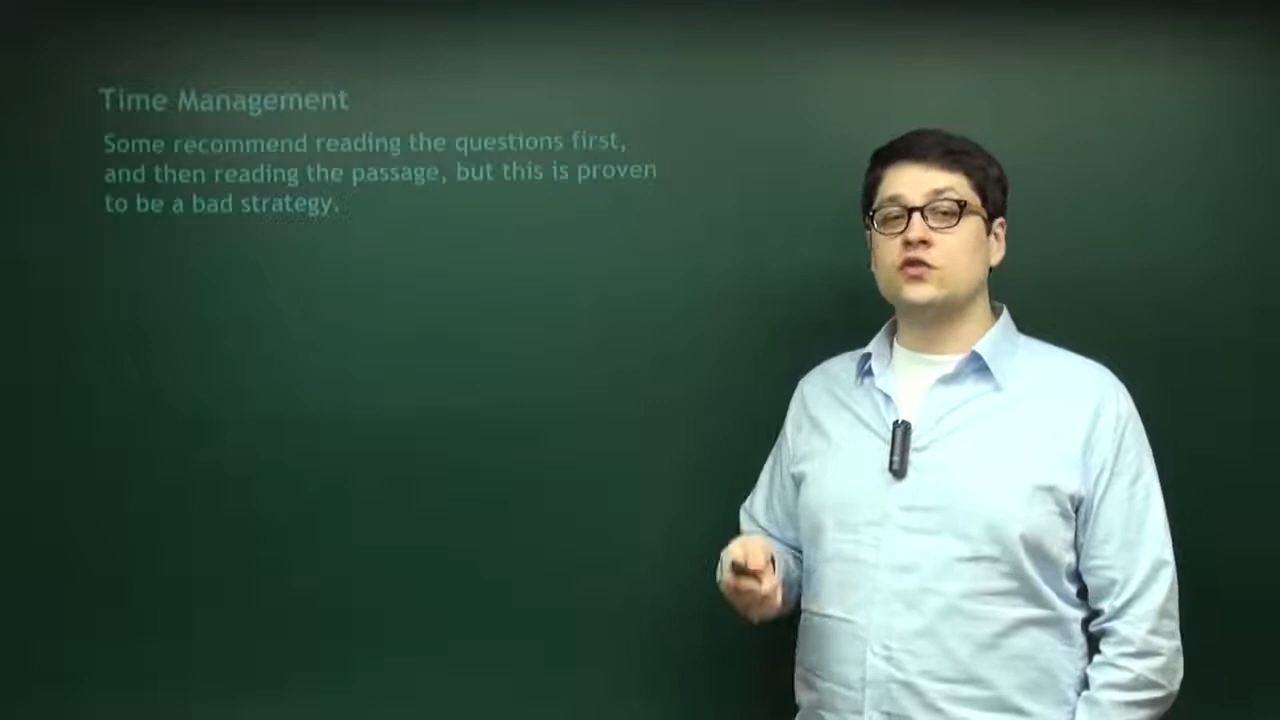 Time Management
Some recommend reading the questions first,
and then reading the passage, but this is proven
to be a bad strategy.